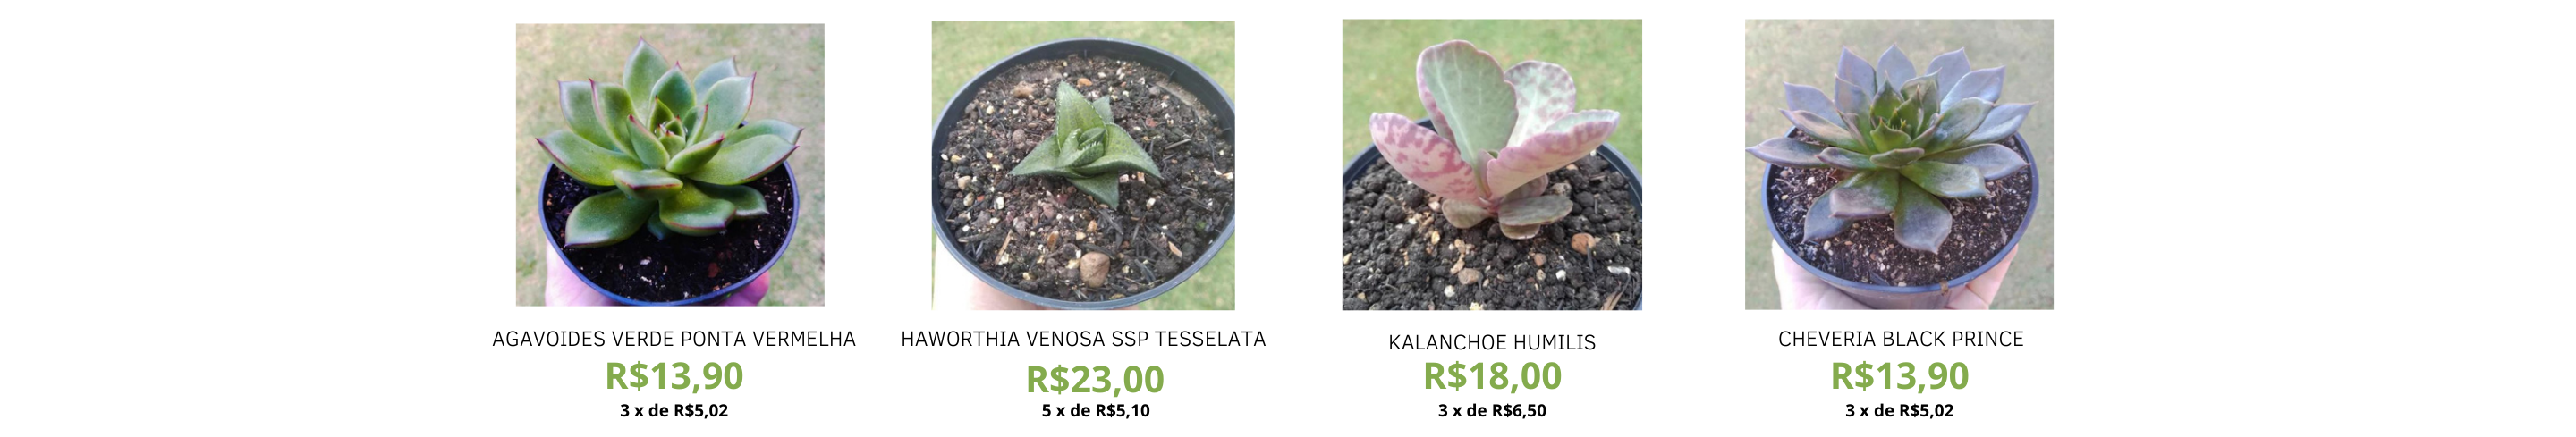 AGAVOIDES VERDE PONTA VERMELHA
R$13,90
3 x de R$5,02
HAWORTHIA VENOSA SSP TESSELATA
R$23,00
5 x de R$5,10
KALANCHOE HUMILIS
R$18,00
3 x de R$6,50
CHEVERIA BLACK PRINCE
R$13,90
3 x de R$5,02